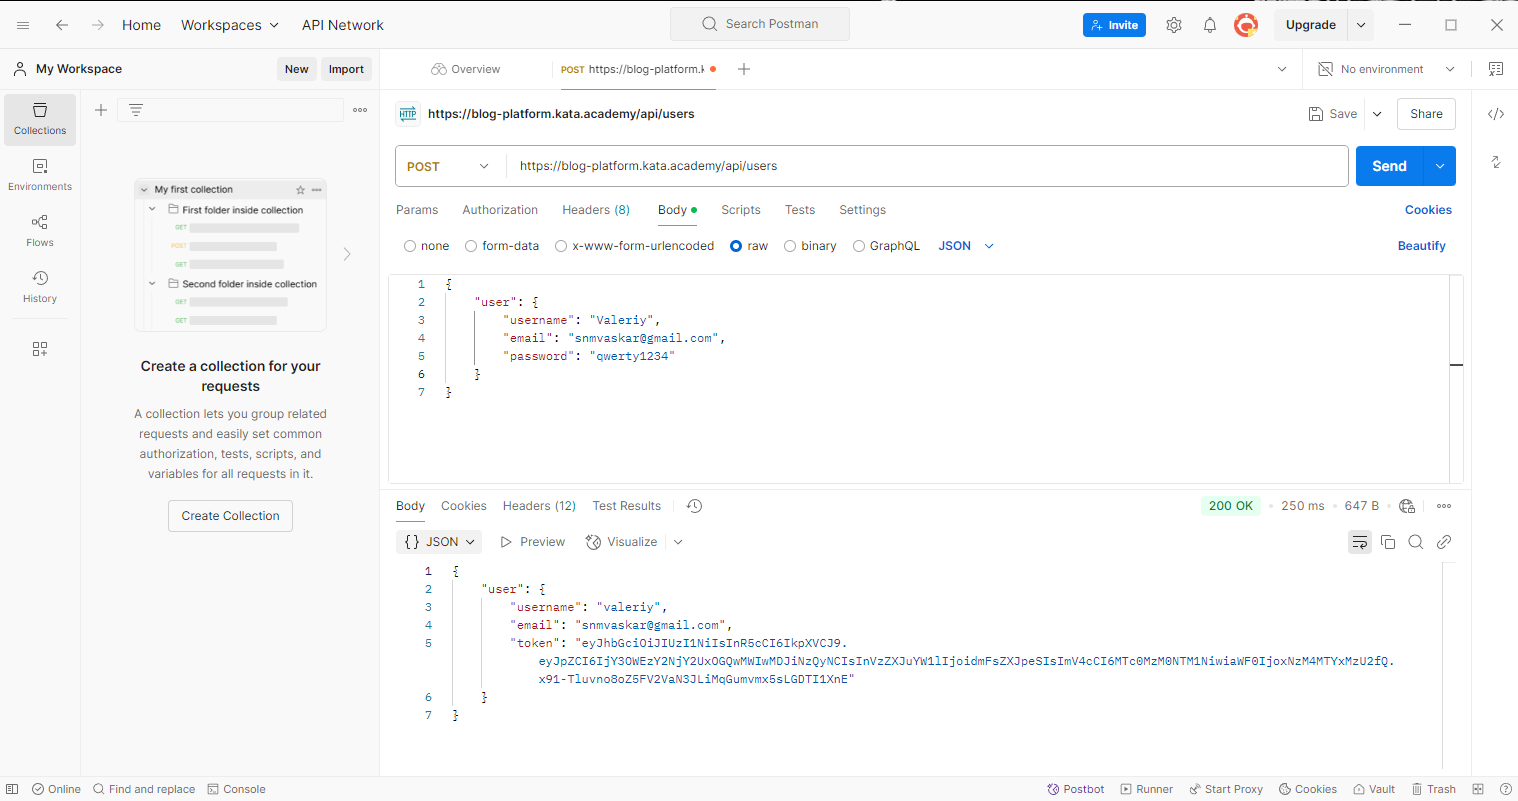 Home
Workspaces
API Network
Search Postman
Invite
Upgrade
My Workspace
New
Import
Overview
POST https://blog-platform.k
No environment
Collections
Environments
Flows
History
My first collection
First folder inside collection
GET
POST
GET
Second folder inside collection
GET
GET
Create a collection for your
requests
A collection lets you group related
requests and easily set common
authorization, tests, scripts, and
variables for all requests in it.
Create Collection
HTTP
https://blog-platform.kata.academy/api/users
Save
Share
POST
https://blog-platform.kata.academy/api/users
Send
Params
Authorization
Headers (8)
Body
Scripts
Tests
Settings
Cookies
none
form-data
x-www-form-urlencoded
raw
binary
GraphQL
JSON
Beautify
1 {
2 "user": {
3 "username": "Valeriy",
4 "email": "snmvaskar@gmail.com",
5 "password": "qwerty1234"
6 }
7 }
Body
Cookies
Headers (12)
Test Results
200 OK
250 ms
647 B
{} JSON
Preview
Visualize
1 {
2 "user": {
3 "username": "valeriy",
4 "email": "snmvaskar@gmail.com",
5 "token": "eyJhbGciOiJIUzI1NiIsInR5cCI6IkpXVCJ9.
eyJpZCI6IjY3OWEzY2NjY2UxOGQwMWIwMDJiNzQyNCIsInVzZXJuYW1lIjoidmFsZXJpeSIsImV4cCI6MTc0MzM0NTM1NiwiaWF0IjoxNzM4MTYxMzU2fQ.
x91-Tluvno8oZ5FV2VaN3JLiMqGumvmx5sLGDTI1XnE"
6 }
7 }
Online
Find and replace
Console
Postbot
Runner
Start Proxy
Cookies
Vault
Trash